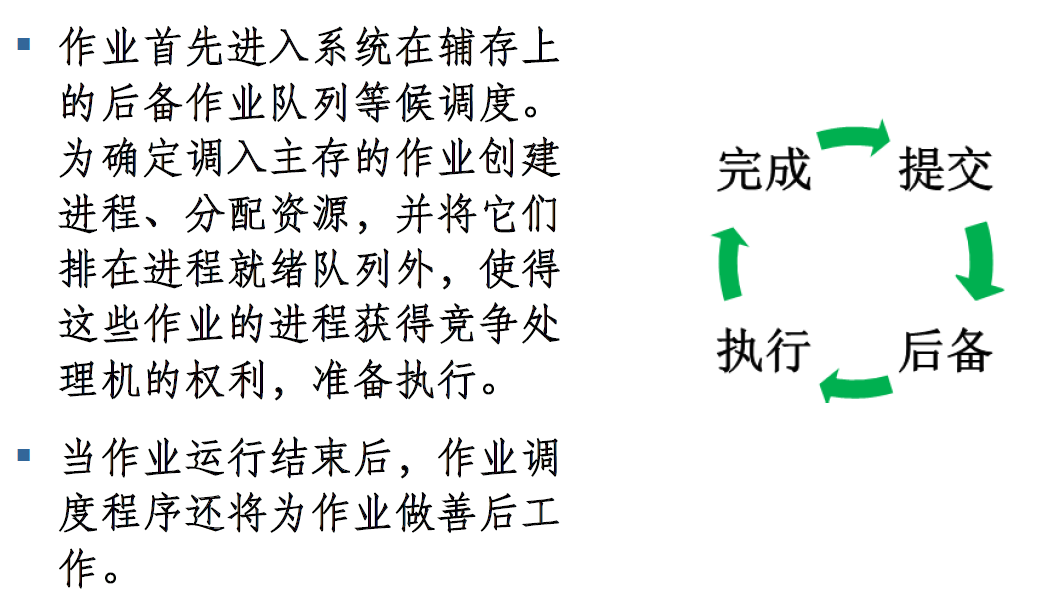 作业首先进入系统在辅存上
的后备作业队列等候调度。
为确定调入主存的作业创建
进程、分配资源，并将它们
排在进程就绪队列外，使得
这些作业的进程获得竞争处
理机的权利，准备执行。
当作业运行结束后，作业调
度程序还将为作业做善后工
作。
完成
提交
执行
后备